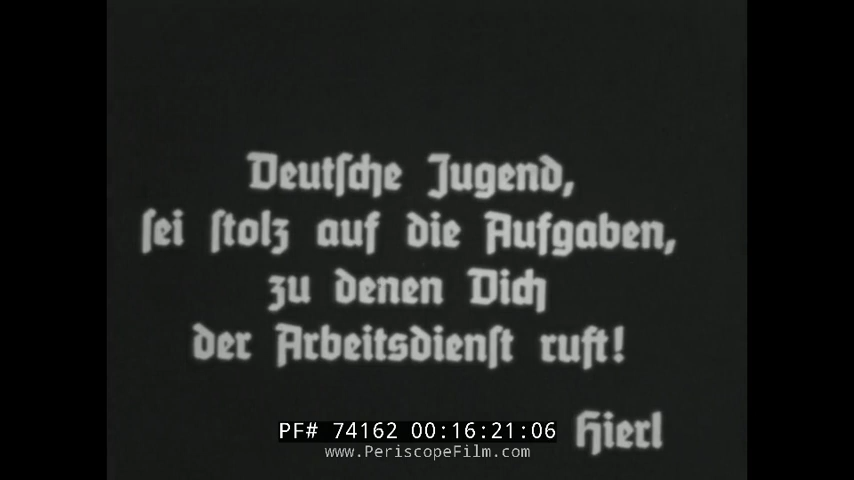 Deutsche Jugend,
sei stolz auf die Aufgaben,
zu denen Dich
der Arbeitsdienst ruft!
Hierl
PF# 74162 00:16:21:06
www.PeriscopeFilm.com